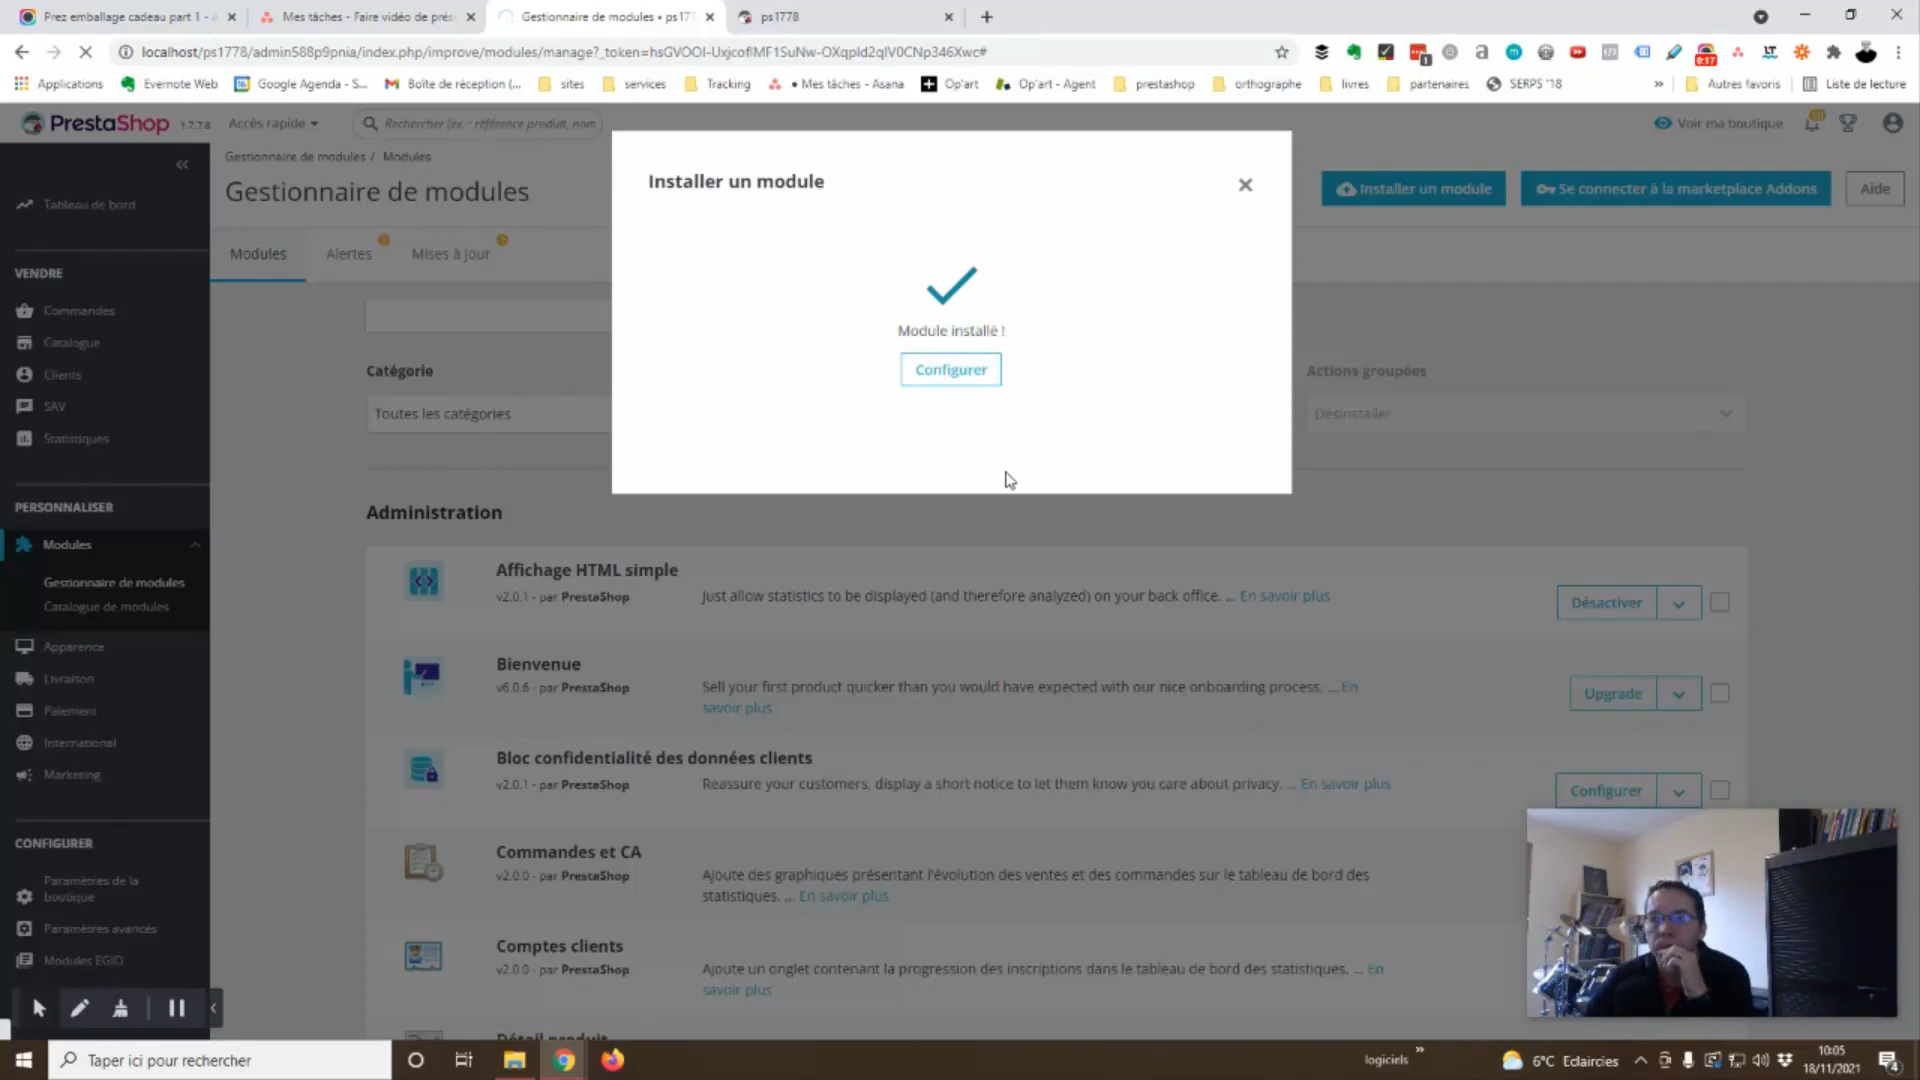 Prez emballage cadeau part 1 -
Mes tâches - Faire vidéo de prés
Gestionnaire de modules • ps177
ps1778
localhost/ps1778/admin588p9pnia/index.php/improve/modules/manage?_token=hsGVOOI-UxjcoflMF1SuNw-OXqpld2qlV0CNp346Xwc#
1
0:17
Applications
Evernote Web
Google Agenda - S...
Boîte de réception (...
sites
services
Tracking
• Mes tâches - Asana
Op'art
Op'art - Agent
prestashop
orthographe
livres
partenaires
SERPS '18
»
Autres favoris
Liste de lecture
PrestaShop 1.7.7.8
Accès rapide
Rechercher (ex. : référence produit, nom
Voir ma boutique
Gestionnaire de modules / Modules
Gestionnaire de modules
Installer un module
Se connecter à la marketplace Addons
Aide
Modules
Alertes
Mises à jour
Tableau de bord
VENDRE
Commandes
Catalogue
Clients
SAV
Statistiques
PERSONNALISER
Modules
Gestionnaire de modules
Catalogue de modules
Apparence
Livraison
Paiement
International
Marketing
CONFIGURER
Paramètres de la
boutique
Paramètres avancés
Modules EGIO
Installer un module
Module installé !
Configurer
Catégorie
Toutes les catégories
Actions groupées
Désinstaller
Administration
Affichage HTML simple
v2.0.1 - par PrestaShop
Just allow statistics to be displayed (and therefore analyzed) on your back office. ... En savoir plus
Désactiver
Bienvenue
v6.0.6 - par PrestaShop
Sell your first product quicker than you would have expected with our nice onboarding process. ... En
savoir plus
Upgrade
Bloc confidentialité des données clients
v2.0.1 - par PrestaShop
Reassure your customers, display a short notice to let them know you care about privacy. ... En savoir plus
Configurer
Commandes et CA
v2.0.0 - par PrestaShop
Ajoute des graphiques présentant l'évolution des ventes et des commandes sur le tableau de bord des
statistiques. ... En savoir plus
Comptes clients
v2.0.0 - par PrestaShop
Ajoute un onglet contenant la progression des inscriptions dans le tableau de bord des statistiques. ... En
savoir plus
Détail produit
Taper ici pour rechercher
logiciels
»
6°C Eclaircies
10:05
18/11/2021
4